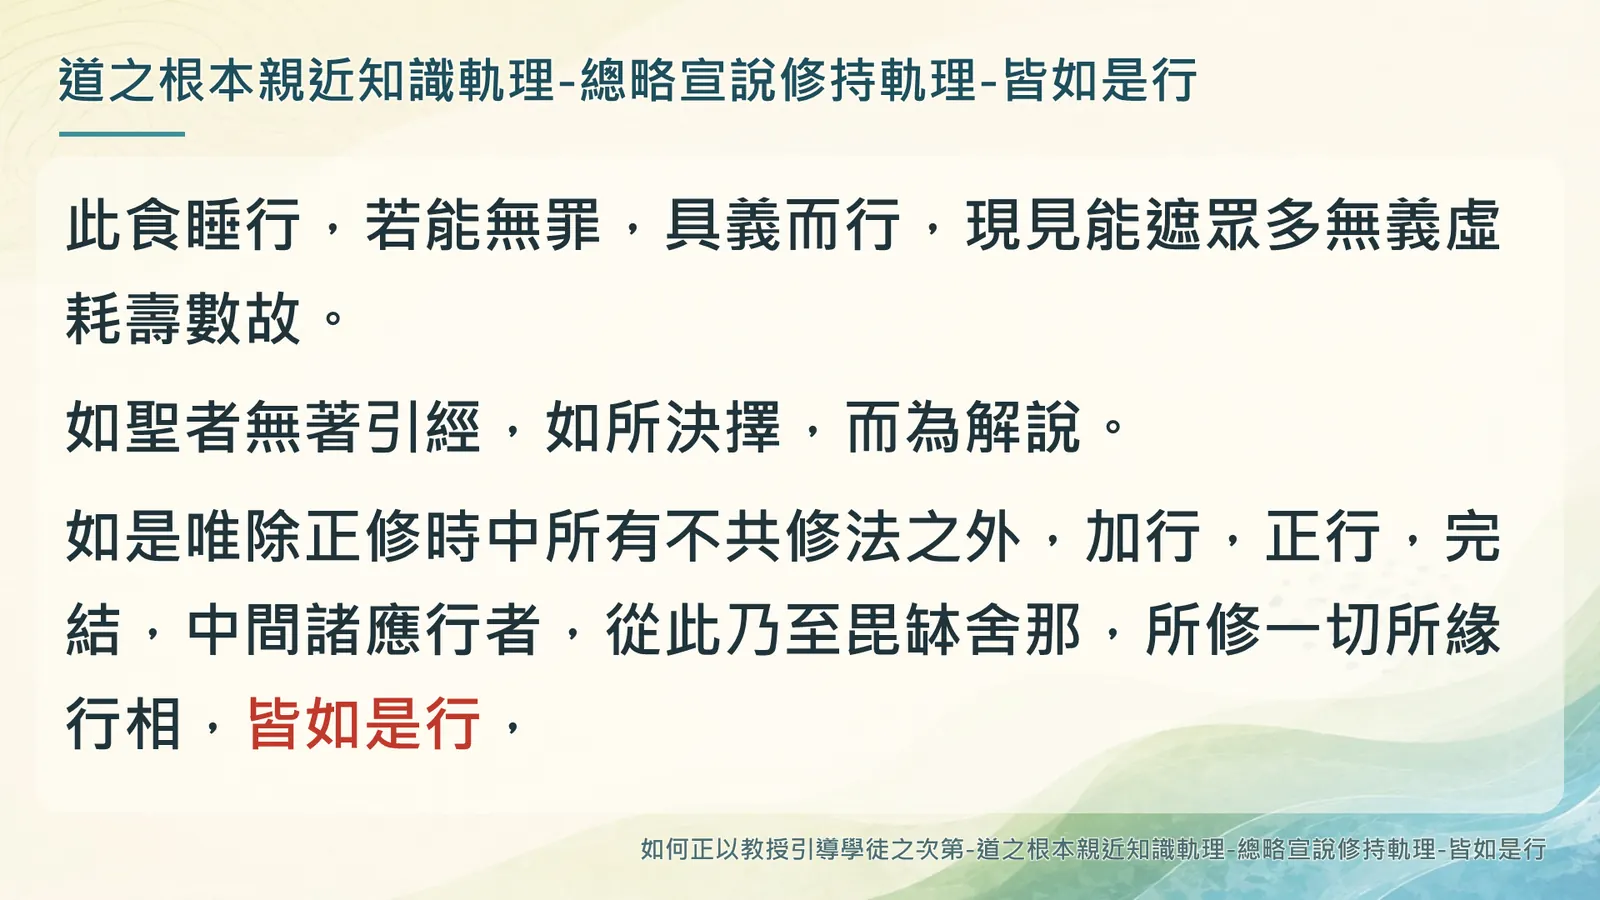 道之根本親近知識軌理-總略宣說修持軌理-皆如是行
此食睡行，若能無罪，具義而行，現見能遮眾多無義虛
耗壽數故。
如聖者無著引經，如所決擇，而為解說。
如是唯除正修時中所有不共修法之外，加行，正行，完
結，中間諸應行者，從此乃至毘缽舍那，所修一切所緣
行相，皆如是行，
如何正以教授引導學徒之次第-道之根本親近知識軌理-總略宣說修持軌理-皆如是行